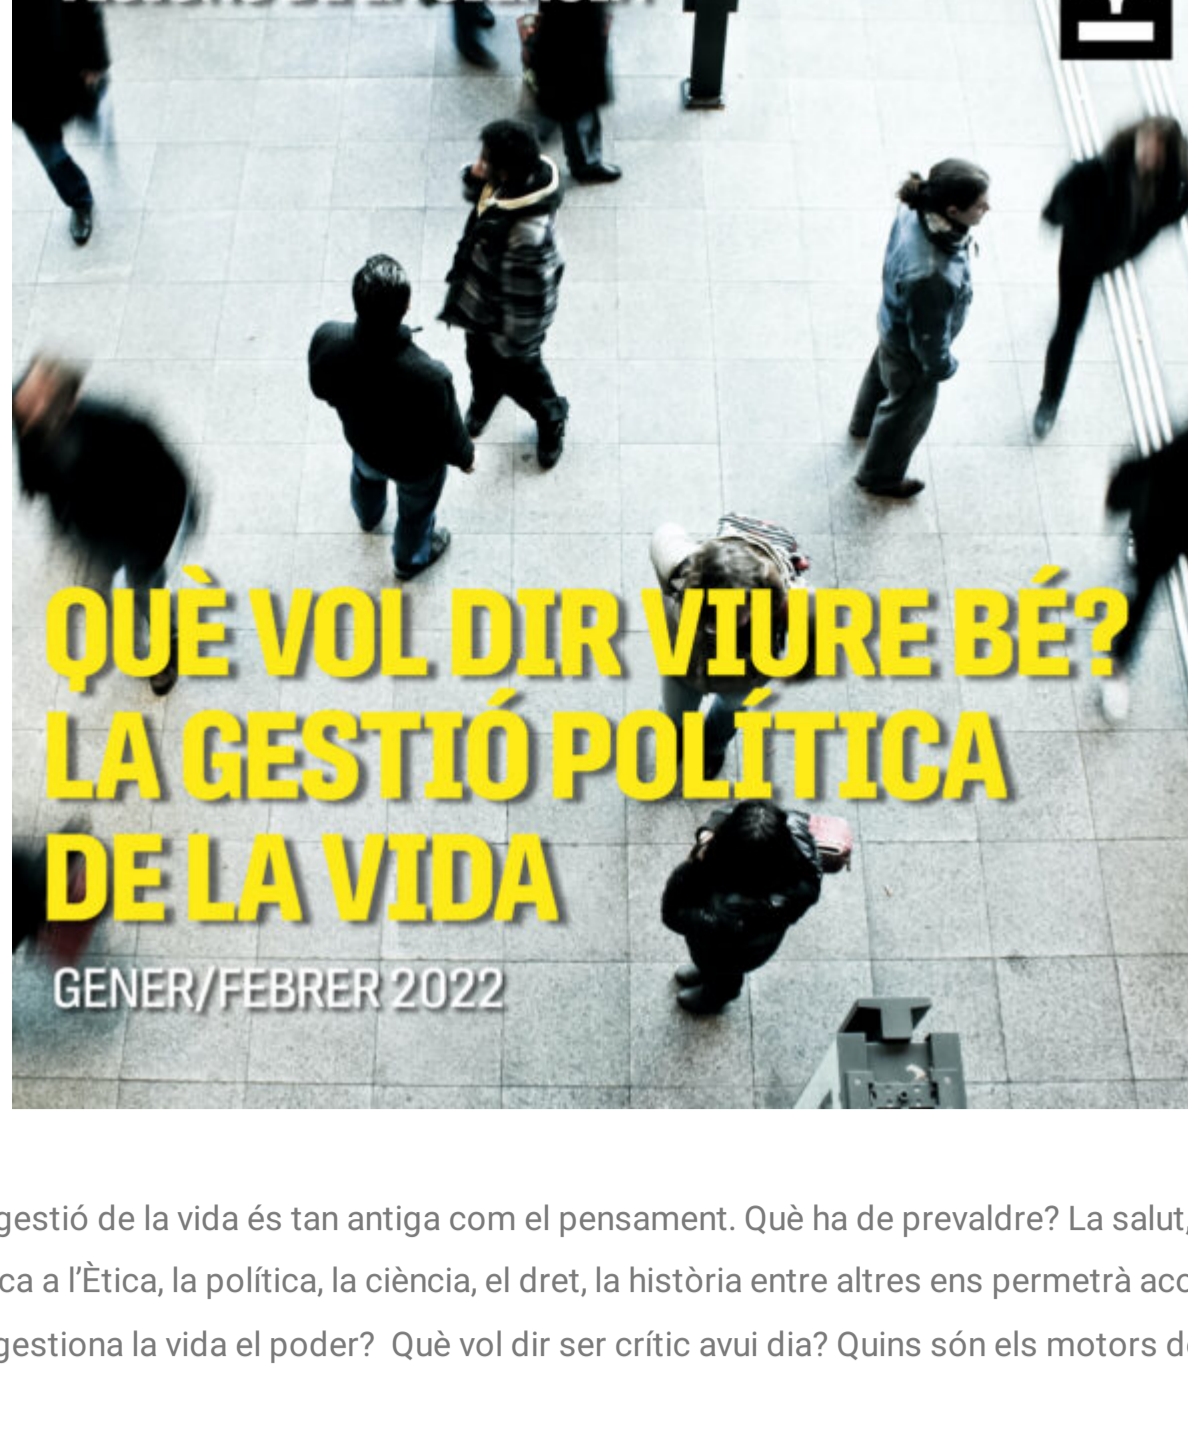 QUÈ VOL DIR VIURE BÉ?
LA GESTIÓ POLÍTICA
DE LA VIDA
GENER/FEBRER 2022
gestió de la vida és tan antiga com el pensament. Què ha de prevaldre? La salut,
a l’Ètica, la política, la ciència, el dret, la història entre altres ens permetrà
gestiona la vida el poder?  Què vol dir ser crític avui dia? Quins són els motors